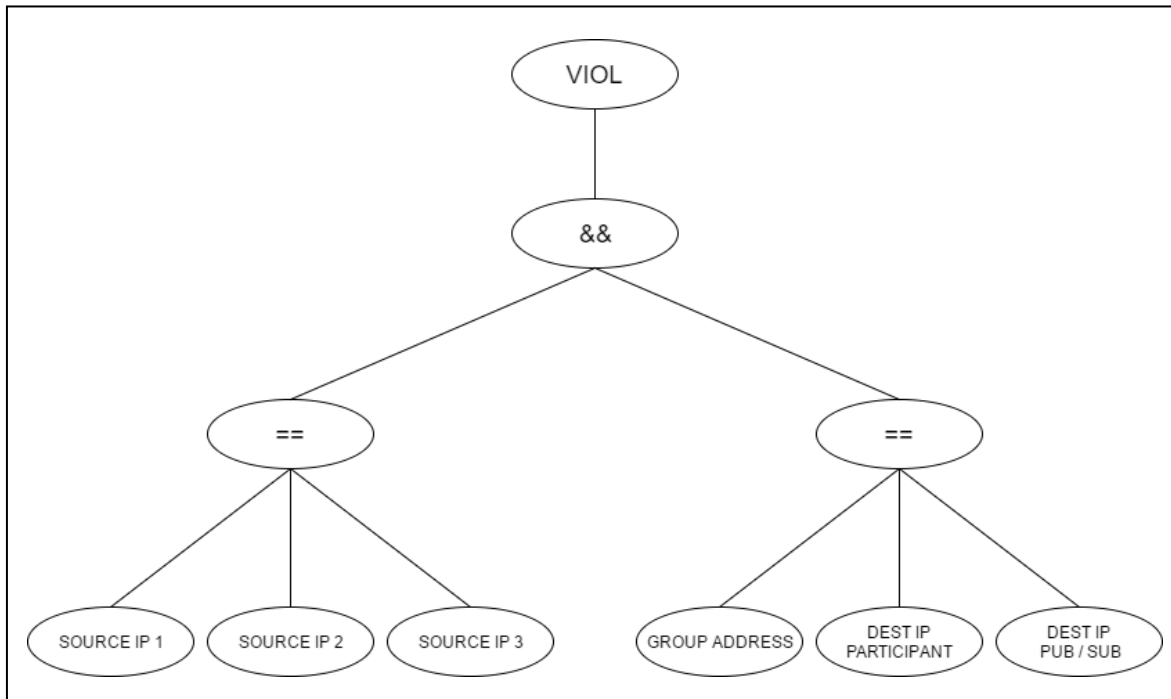 VIOL
&&
==
==
SOURCE IP 1
SOURCE IP 2
SOURCE IP 3
GROUP ADDRESS
DEST IP
PARTICIPANT
DEST IP
PUB / SUB